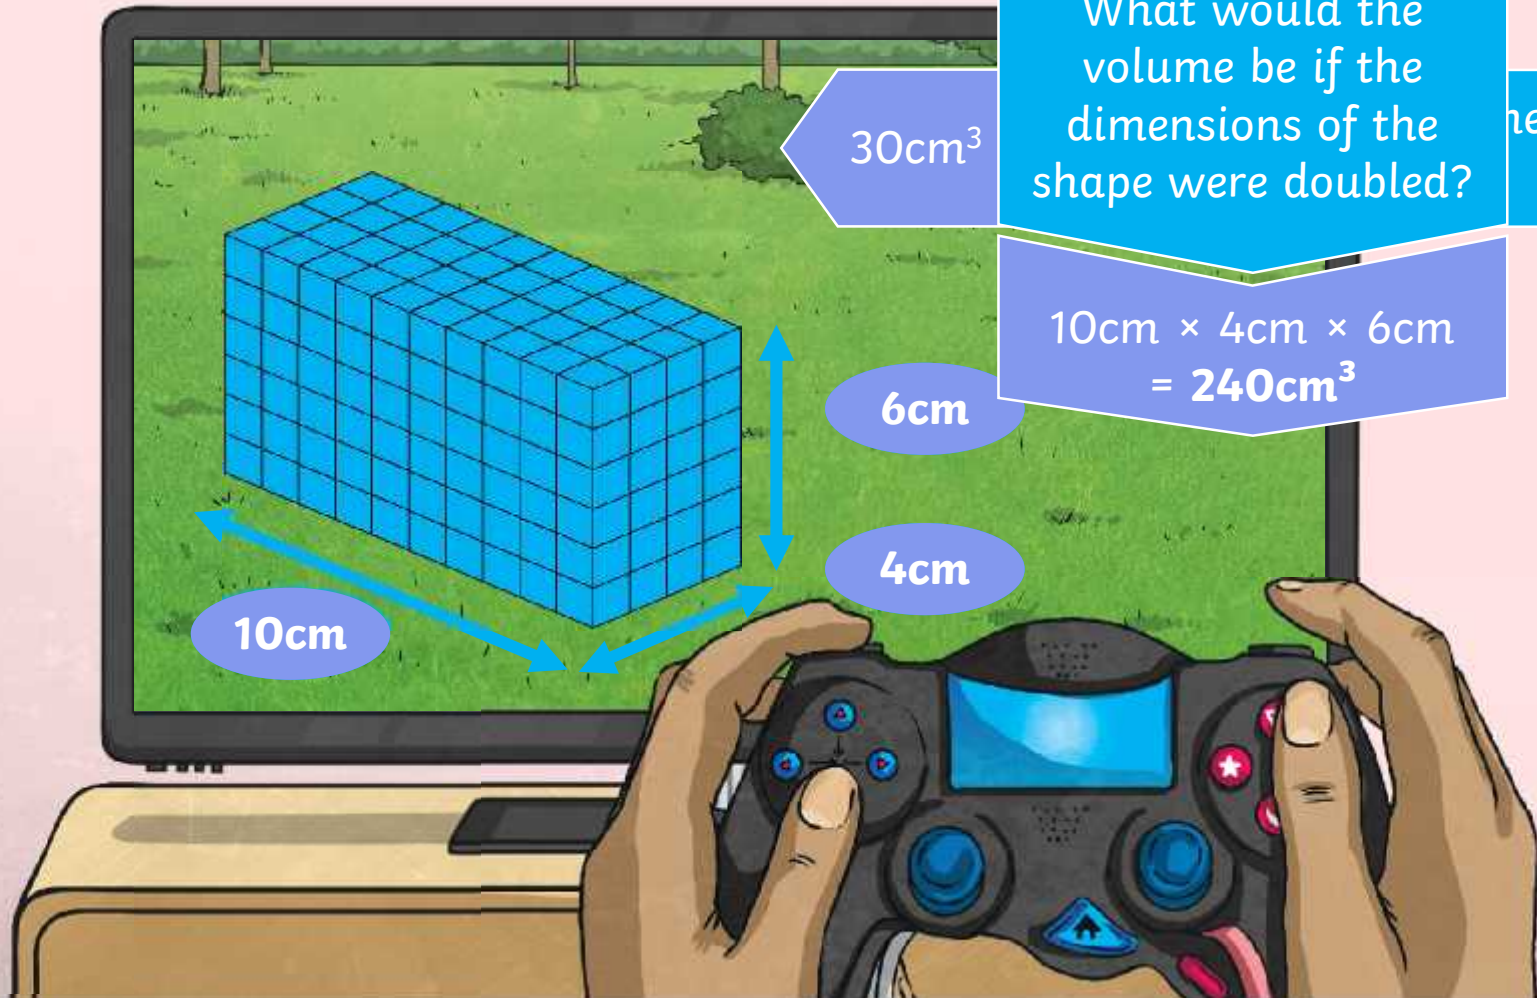 What would the
volume be if the
dimensions of the
shape were doubled?
30cm³
10cm × 4cm × 6cm
= 240cm³
6cm
4cm
10cm